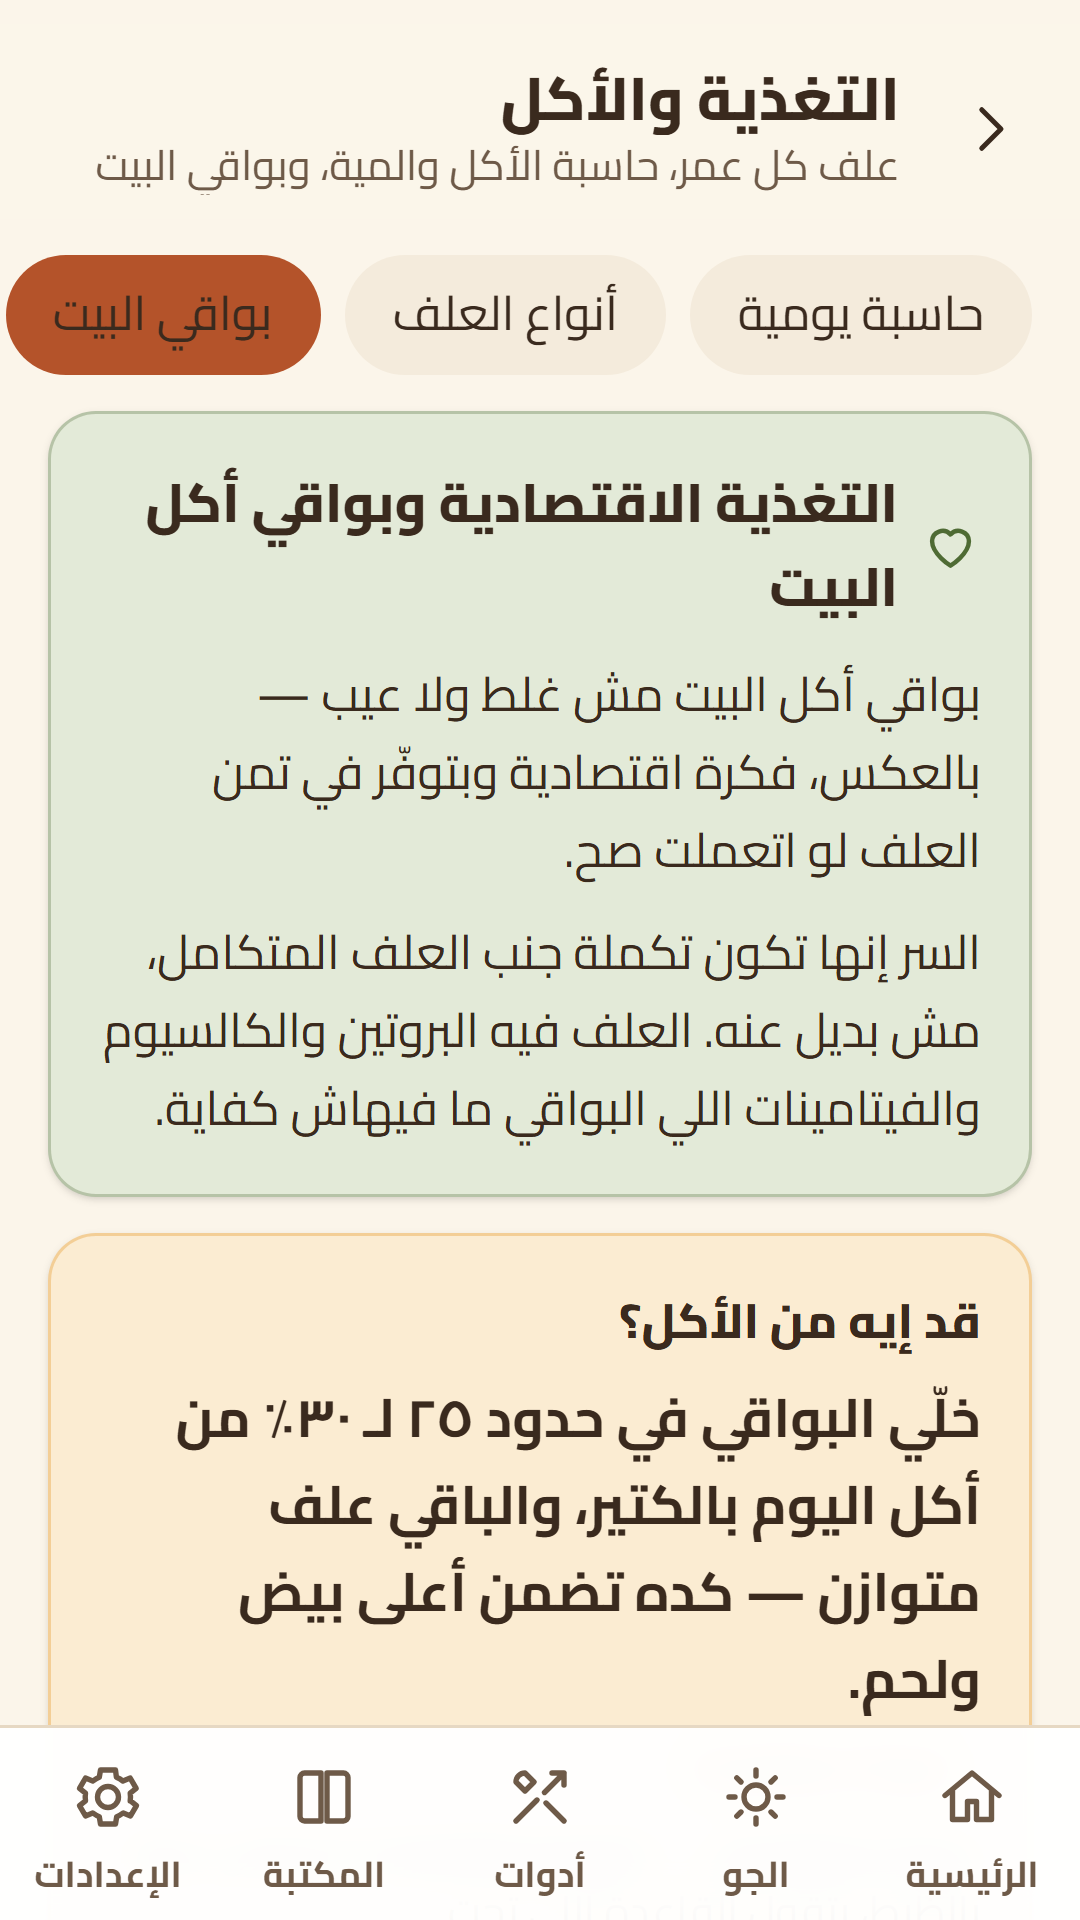 التغذية والأكل
علف كل عمر، حاسبة الأكل والمية، وبواقي البيت
حاسبة يومية
أنواع العلف
بواقي البيت
التغذية الاقتصادية وبواقي أكل
البيت
بواقي أكل البيت مش غلط ولا عيب —
بالعكس، فكرة اقتصادية وبتوفّر في تمن
العلف لو اتعملت صح.
السر إنها تكون تكملة جنب العلف المتكامل،
مش بديل عنه. العلف فيه البروتين والكالسيوم
والفيتامينات اللي البواقي ما فيهاش كفاية.
قد إيه من الأكل؟
خلّي البواقي في حدود ٢٥ لـ ٣٠٪ من
أكل اليوم بالكتير، والباقي علف
متوازن — كده تضمن أعلى بيض
ولحم.
الرئيسية
الجو
أدوات
المكتبة
الإعدادات